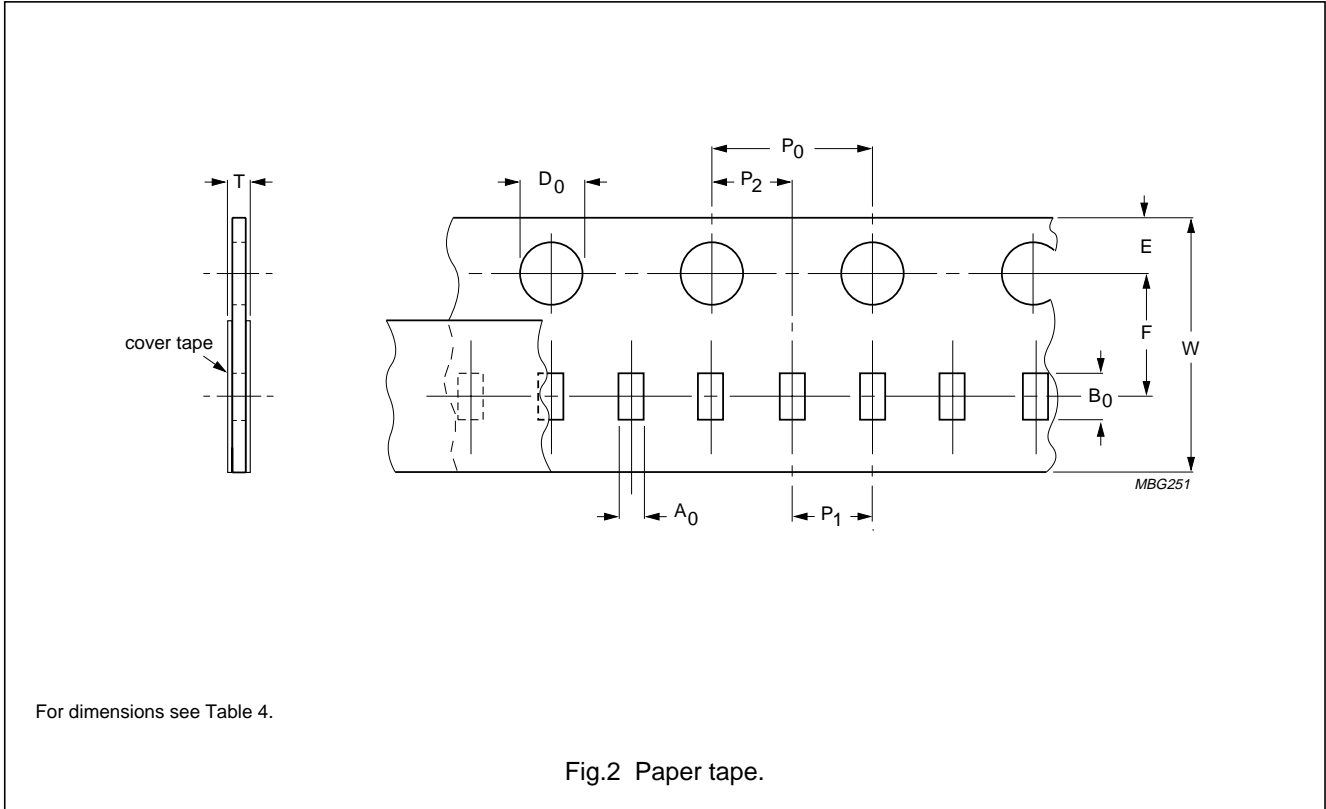 P0
T
D0
P2
E
cover tape
F
W
B0
MBG251
A0
P1
For dimensions see Table 4.
Fig.2 Paper tape.